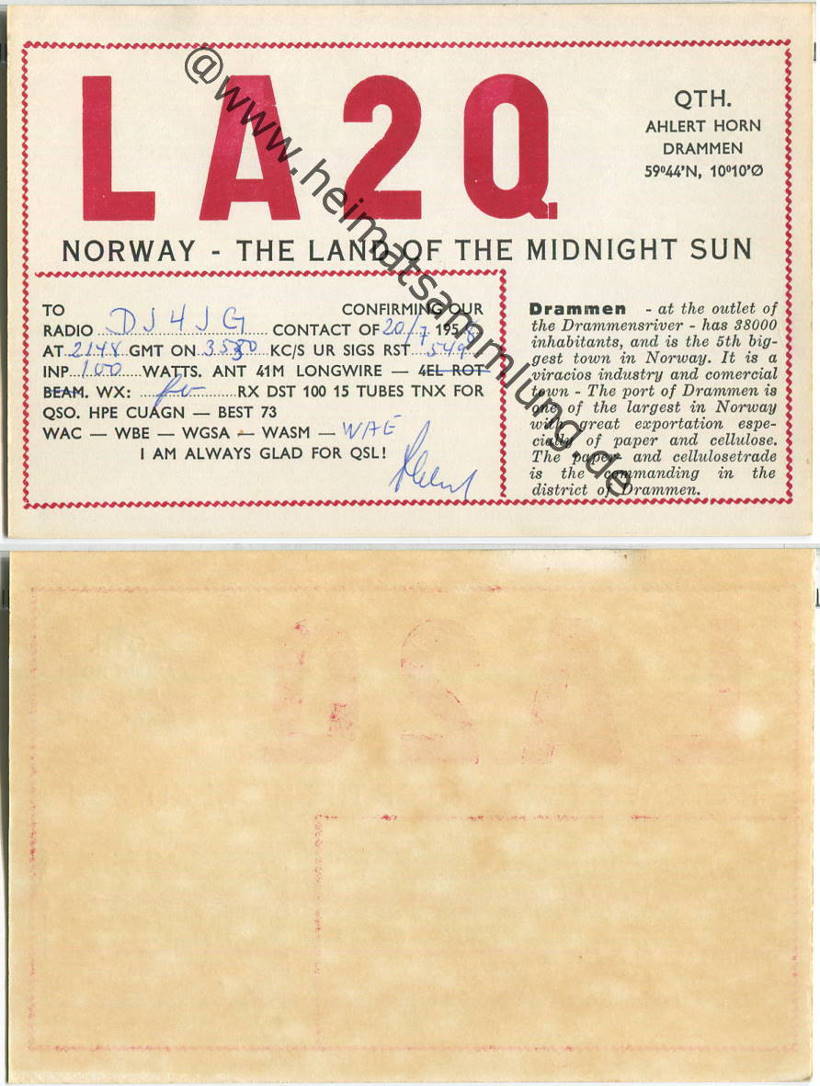 LA2Q
QTH.
AHLERT HORN
DRAMMEN
59º44'N, 10º10'Ø
NORWAY - THE LAND OF THE MIDNIGHT SUN
TO CONFIRMING OUR
RADIO DJ4JG CONTACT OF 20/7 1958
AT 2148 GMT ON 3530 KC/S UR SIGS RST 549
INP 100 WATTS. ANT 41M LONGWIRE — 4EL ROT
BEAM. WX: RX DST 100 15 TUBES TNX FOR
QSO. HPE CUAGN — BEST 73
WAC — WBE — WGSA — WASM — WAE
I AM ALWAYS GLAD FOR QSL!
Drammen - at the outlet of
the Drammensriver - has 38000
inhabitants, and is the 5th big-
gest town in Norway. It is a
viracios industry and comercial
town - The port of Drammen is
one of the largest in Norway
with great exportation espe-
cially of paper and cellulose.
The paper and cellulosetrade
is the commanding in the
district of Drammen.
@www.heimatsammlung.de